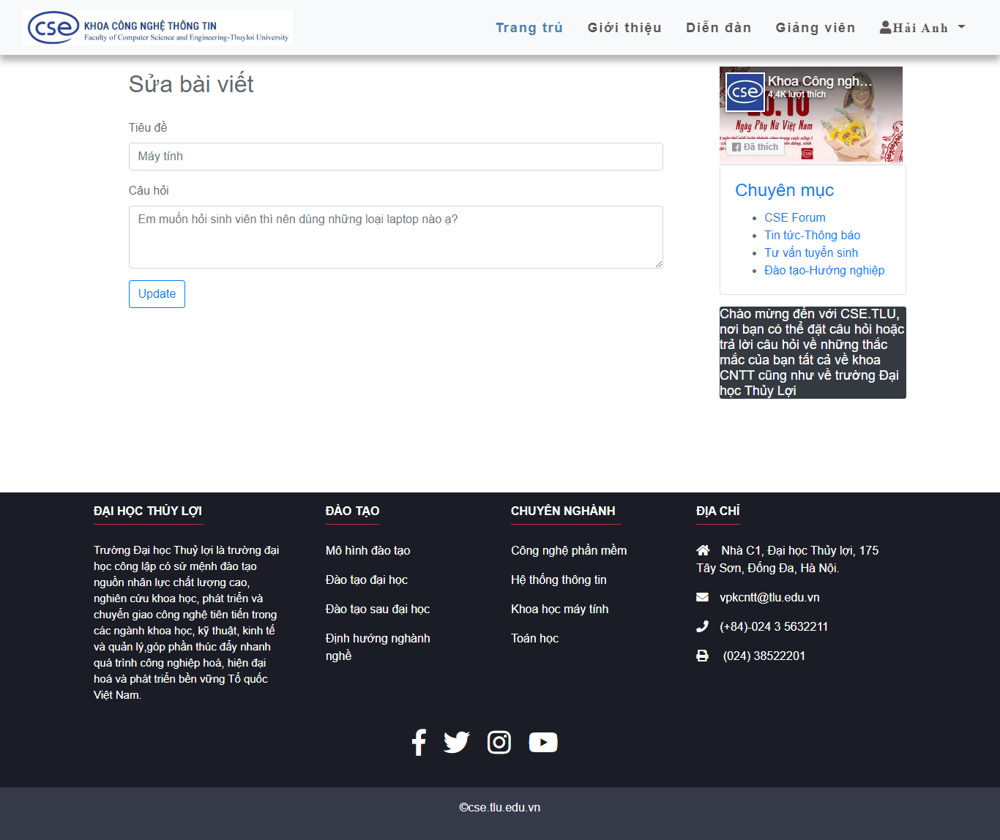 cse KHOA CÔNG NGHỆ THÔNG TIN
Faculty of Computer Science and Engineering-Thuyloi University
Trang trủ Giới thiệu Diễn đàn Giảng viên Hải Anh
Sửa bài viết
Tiêu đề
Máy tính
Câu hỏi
Em muốn hỏi sinh viên thì nên dùng những loại laptop nào ạ?
Update
cse Khoa Công ngh...
4,4K lượt thích
20.10
Ngày Phụ Nữ Việt Nam
Đã thích
Chuyên mục
CSE Forum
Tin tức-Thông báo
Tư vấn tuyển sinh
Đào tạo-Hướng nghiệp
Chào mừng đến với CSE.TLU,
nơi bạn có thể đặt câu hỏi hoặc
trả lời câu hỏi về những thắc
mắc của bạn tất cả về khoa
CNTT cũng như về trường Đại
học Thủy Lợi
ĐẠI HỌC THỦY LỢI
Trường Đại học Thuỷ lợi là trường đại
học công lập có sứ mệnh đào tạo
nguồn nhân lực chất lượng cao,
nghiên cứu khoa học, phát triển và
chuyển giao công nghệ tiên tiến trong
các ngành khoa học, kỹ thuật, kinh tế
và quản lý,góp phần thúc đẩy nhanh
quá trình công nghiệp hoá, hiện đại
hoá và phát triển bền vững Tổ quốc
Việt Nam.
ĐÀO TẠO
Mô hình đào tạo
Đào tạo đại học
Đào tạo sau đại học
Định hướng nghành
nghề
CHUYÊN NGHÀNH
Công nghệ phần mềm
Hệ thống thông tin
Khoa học máy tính
Toán học
ĐỊA CHỈ
Nhà C1, Đại học Thủy lợi, 175
Tây Sơn, Đống Đa, Hà Nội.
vpkcntt@tlu.edu.vn
(+84)-024 3 5632211
(024) 38522201
©cse.tlu.edu.vn